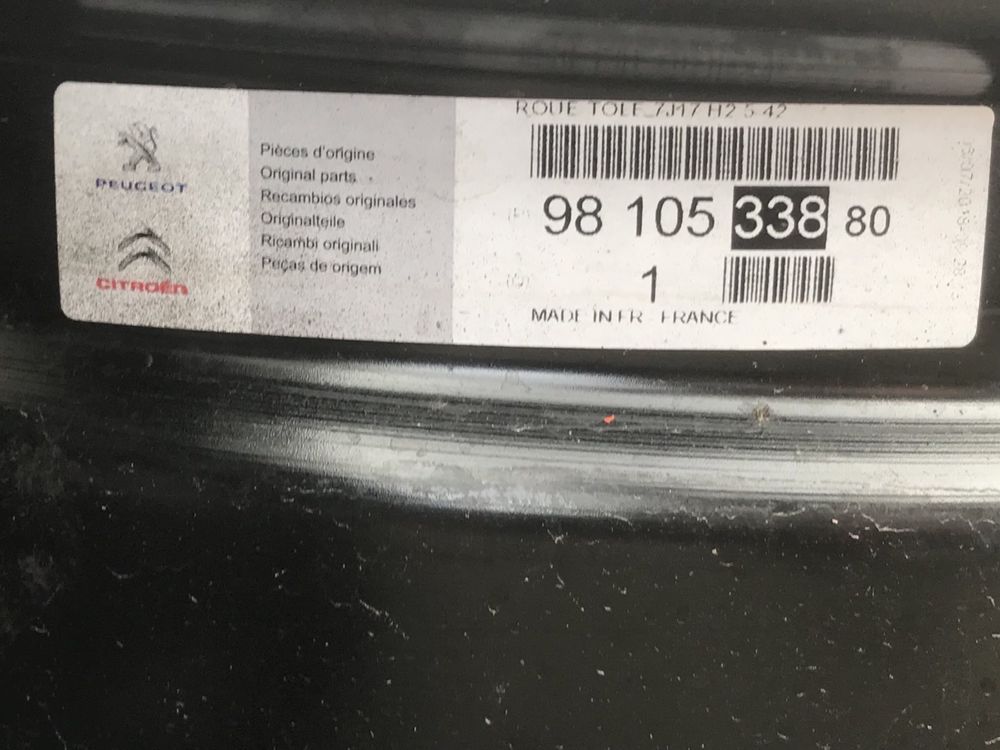 PEUGEOT
CITROËN
Pièces d'origine
Original parts
Recambios originales
Originalteile
Ricambi originali
Peças de origem
ROUE TOLE 7J17 H2 5-42
98 105 338 80
1
MADE IN FR - FRANCE